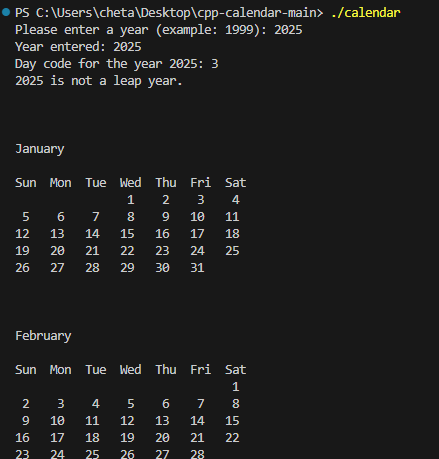 PS C:\Users\cheta\Desktop\cpp-calendar-main> ./calendar
Please enter a year (example: 1999): 2025
Year entered: 2025
Day code for the year 2025: 3
2025 is not a leap year.
January
Sun Mon Tue Wed Thu Fri Sat
1 2 3 4
5 6 7 8 9 10 11
12 13 14 15 16 17 18
19 20 21 22 23 24 25
26 27 28 29 30 31
February
Sun Mon Tue Wed Thu Fri Sat
1
2 3 4 5 6 7 8
9 10 11 12 13 14 15
16 17 18 19 20 21 22
23 24 25 26 27 28